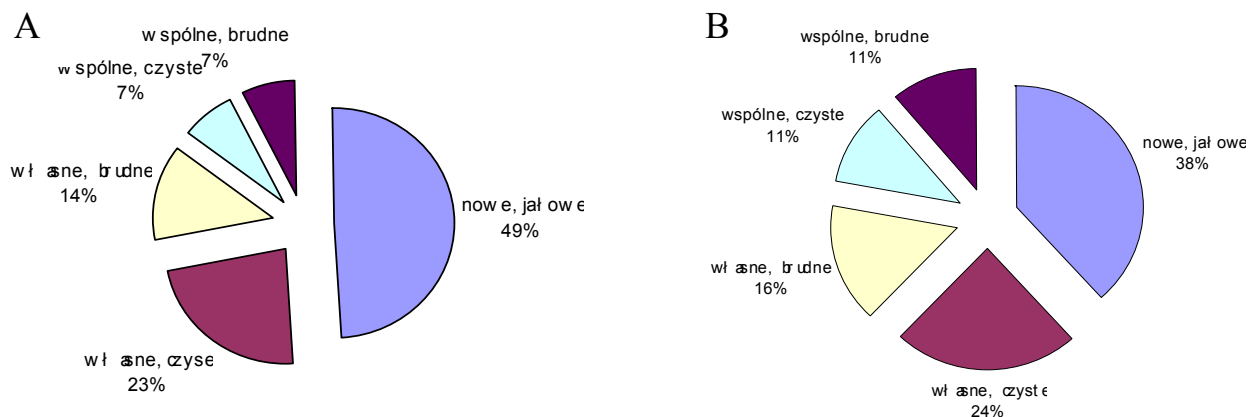 A
wspólne, brudne
7%
wspólne, czyste
7%
własne, brudne
14%
nowe, jałowe
49%
własne, czyse
23%
B
wspólne, brudne
11%
wspólne, czyste
11%
nowe, jałowe
38%
własne, brudne
16%
własne, czyste
24%